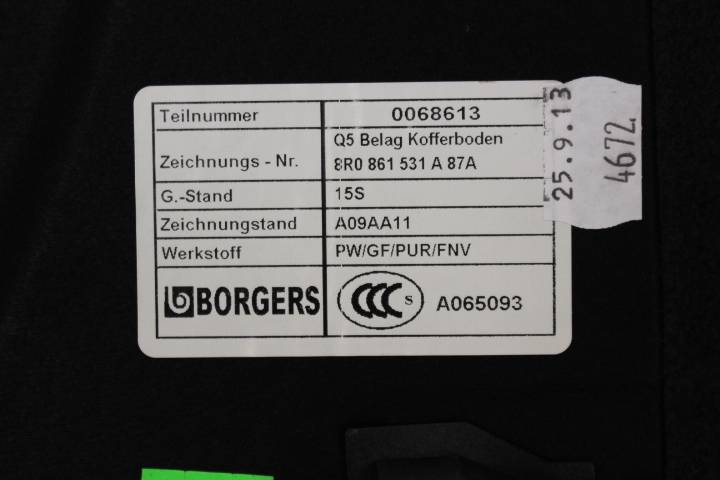 Teilnummer 0068613
Zeichnungs - Nr. Q5 Belag Kofferboden
8R0 861 531 A 87A
G.-Stand 15S
Zeichnungstand A09AA11
Werkstoff PW/GF/PUR/FNV
BORGERS CCC S A065093
25.9.13
4672